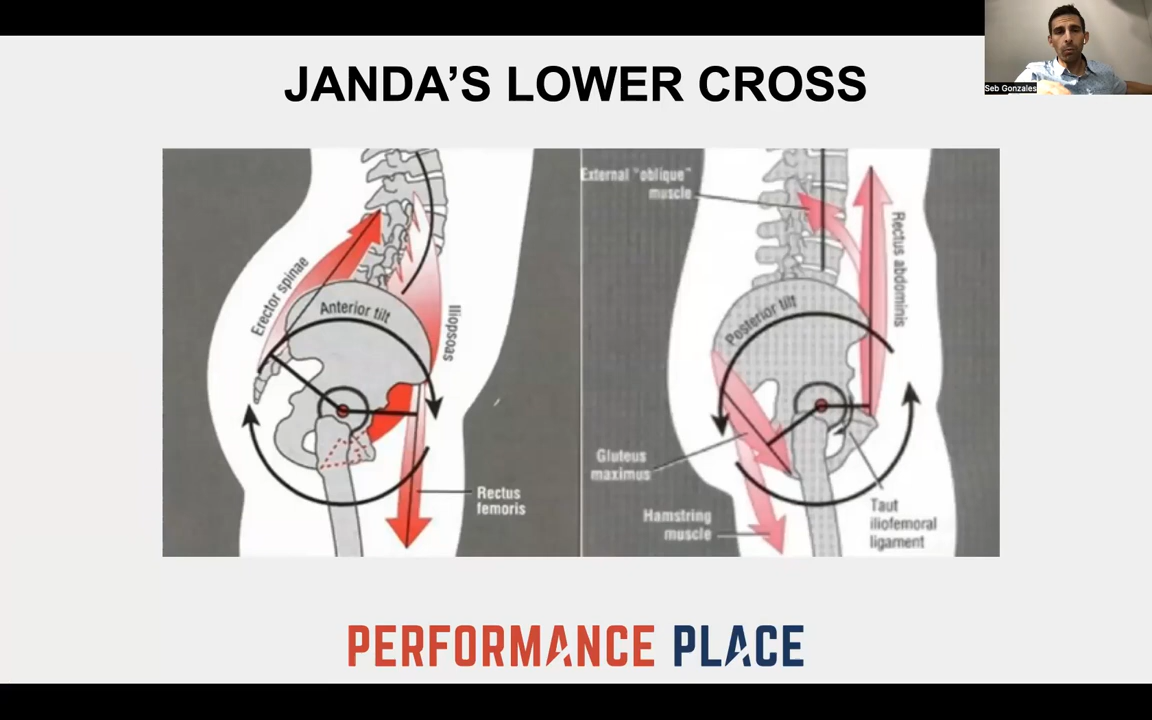 JANDA'S LOWER CROSS
Seb Gonzales
Erector spinae
Anterior tilt
Iliopsoas
Rectus
femoris
External "oblique"
muscle
Rectus abdominis
Posterior tilt
Gluteus
maximus
Hamstring
muscle
Taut
iliofemoral
ligament
PERFORMANCE PLACE